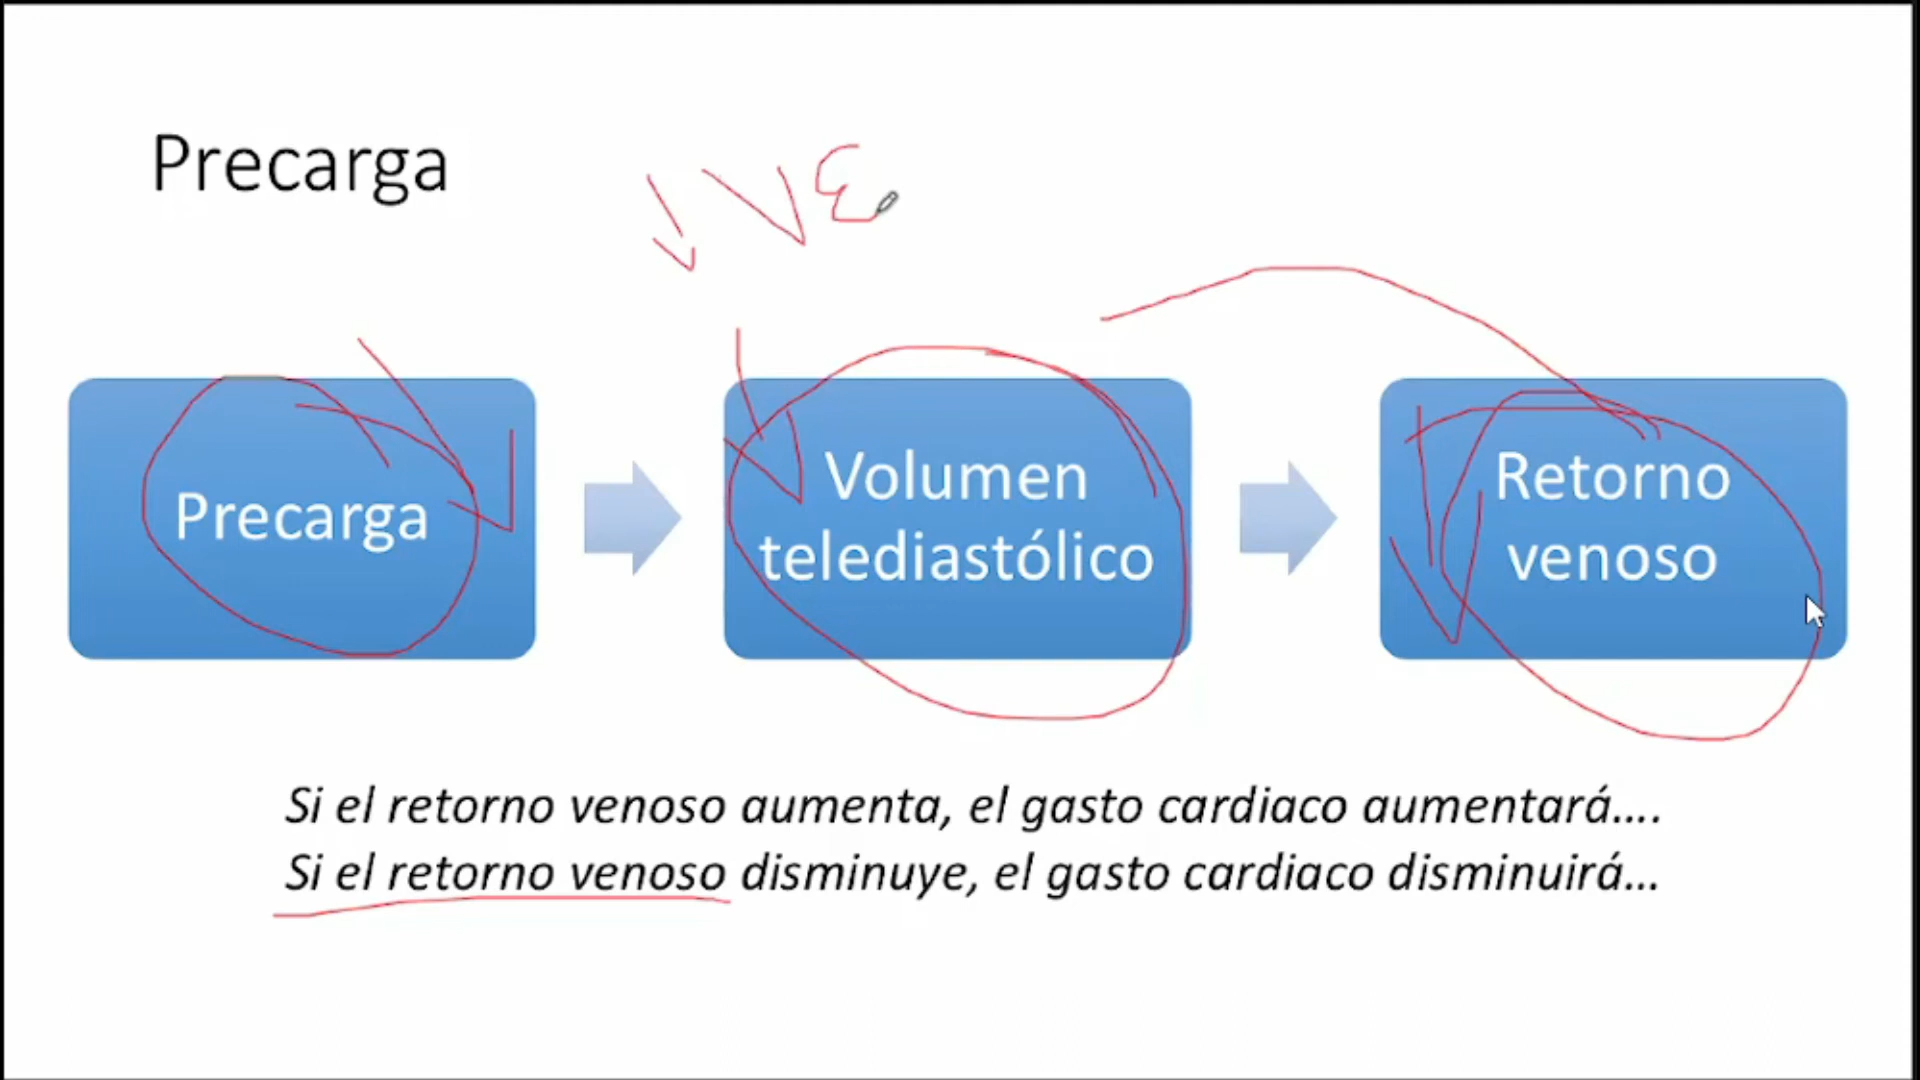 Precarga
↓ VE
Precarga
Volumen
telediastólico
Retorno
venoso
Si el retorno venoso aumenta, el gasto cardiaco aumentará....
Si el retorno venoso disminuye, el gasto cardiaco disminuirá...